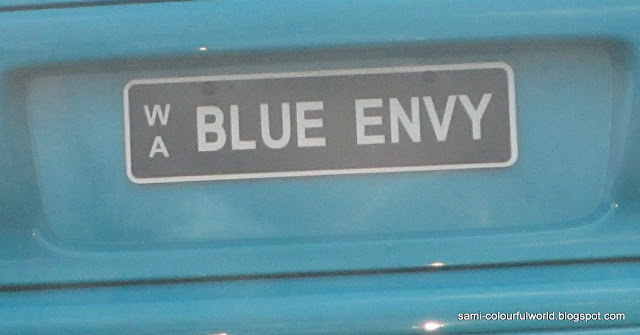 W
A
BLUE ENVY
sami-colourfulworld.blogspot.com